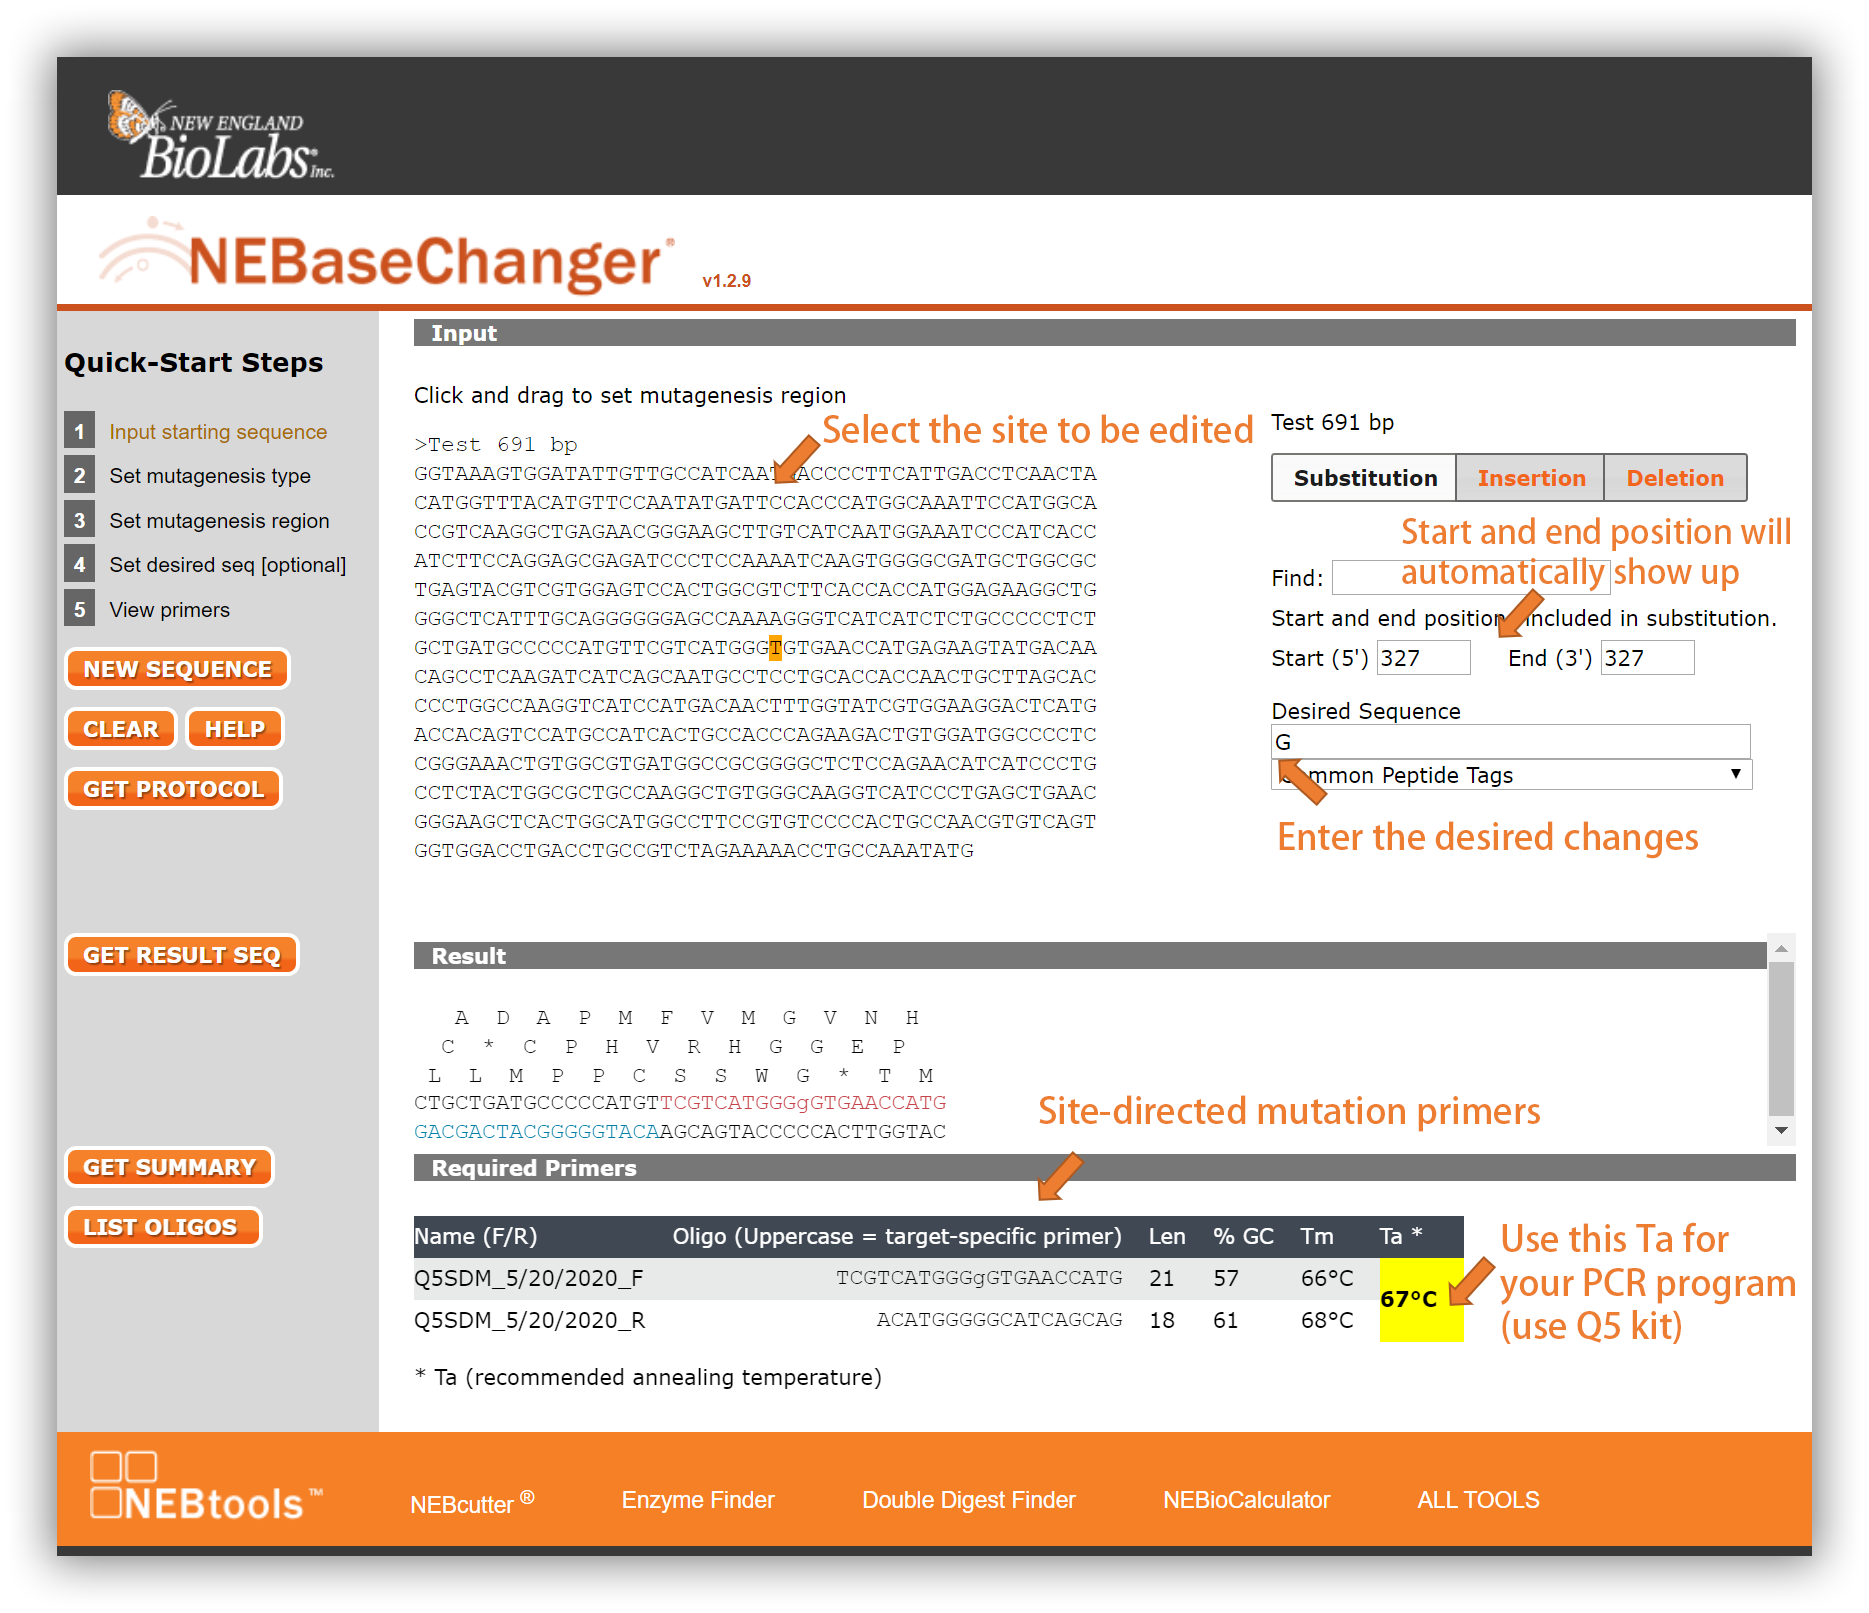 NEW ENGLAND
BioLabs® Inc.
NEBaseChanger® v1.2.9
Quick-Start Steps
1 Input starting sequence
2 Set mutagenesis type
3 Set mutagenesis region
4 Set desired seq [optional]
5 View primers
NEW SEQUENCE
CLEAR HELP
GET PROTOCOL
GET RESULT SEQ
GET SUMMARY
LIST OLIGOS
Input
Click and drag to set mutagenesis region
Select the site to be edited
>Test 691 bp
GGTAAAGTGGATATTGTTGCCATCAAT ACCCCTTCATTGACCTCAACTA
CATGGTTTACATGTTCCAATATGATTCCACCCATGGCAAATTCCATGGCA
CCGTCAAGGCTGAGAACGGGAAGCTTGTCATCAATGGAAATCCCATCACC
ATCTTCCAGGAGCGAGATCCCTCCAAAATCAAGTGGGGCGATGCTGGCGC
TGAGTACGTCGTGGAGTCCACTGGCGTCTTCACCACCATGGAGAAGGCTG
GGGCTCATTTGCAGGGGGGAGCCAAAAGGGTCATCATCTCTGCCCCCTCT
GCTGATGCCCCCATGTTCGTCATGGGTGTGAACCATGAGAAGTATGACAA
CAGCCTCAAGATCATCAGCAATGCCTCCTGCACCACCAACTGCTTAGCAC
CCCTGGCCAAGGTCATCCATGACAACTTTGGTATCGTGGAAGGACTCATG
ACCACAGTCCATGCCATCACTGCCACCCAGAAGACTGTGGATGGCCCCTC
CGGGAAACTGTGGCGTGATGGCCGCGGGGCTCTCCAGAACATCATCCCTG
CCTCTACTGGCGCTGCCAAGGCTGTGGGCAAGGTCATCCCTGAGCTGAAC
GGGAAGCTCACTGGCATGGCCTTCCGTGTCCCCACTGCCAACGTGTCAGT
GGTGGACCTGACCTGCCGTCTAGAAAAACCTGCCAAATATG
Test 691 bp
Substitution Insertion Deletion
Start and end position will
automatically show up
Find:
Start and end position included in substitution.
Start (5') 327 End (3') 327
Desired Sequence
G
Common Peptide Tags
Enter the desired changes
Result
A D A P M F V M G V N H
C * C P H V R H G G E P
L L M P P C S S W G * T M
CTGCTGATGCCCCCATGTTCGTCATGGGgGTGAACCATG
GACGACTACGGGGGTACAAGCAGTACCCCCACTTGGTAC
Site-directed mutation primers
Required Primers
Name (F/R) Oligo (Uppercase = target-specific primer) Len % GC Tm Ta *
Q5SDM_5/20/2020_F TCGTCATGGGgGTGAACCATG 21 57 66°C 67°C
Q5SDM_5/20/2020_R ACATGGGGGCATCAGCAG 18 61 68°C
Use this Ta for
your PCR program
(use Q5 kit)
* Ta (recommended annealing temperature)
NEBtools™
NEBcutter® Enzyme Finder Double Digest Finder NEBioCalculator ALL TOOLS